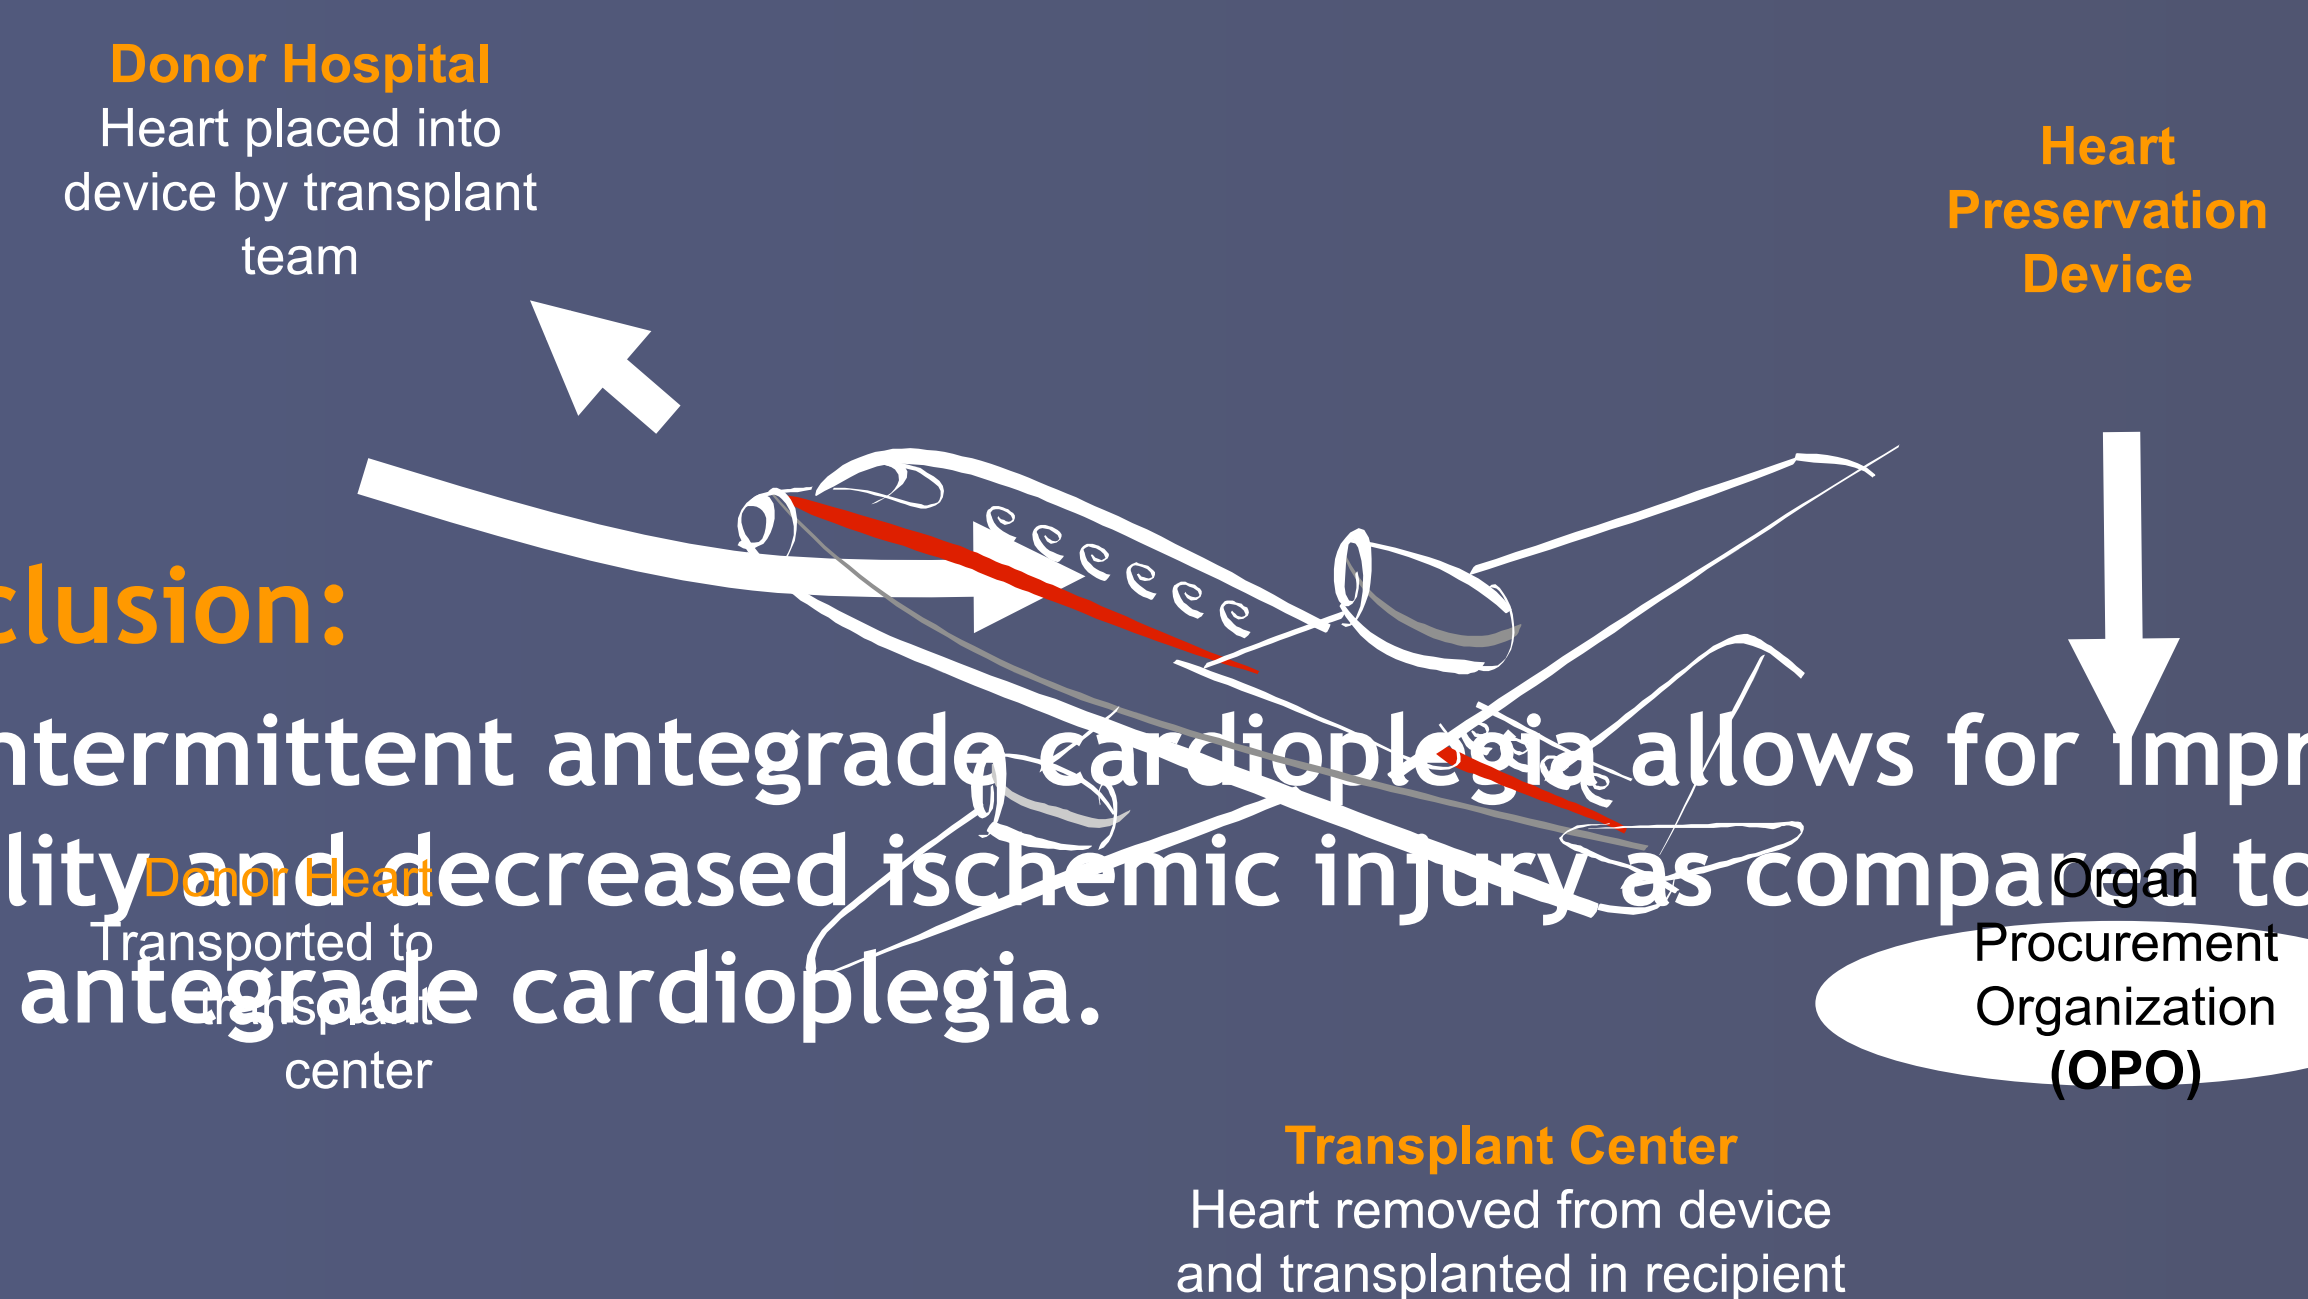 Donor Hospital
Heart placed into
device by transplant
team
Heart
Preservation
Device
clusion:
ntermittent antegrade cardioplegia allows for impr
lity and decreased ischemic injury as compared to
antegrade cardioplegia.
Donor Heart
Transported to
transplant
center
Organ
Procurement
Organization
(OPO)
Transplant Center
Heart removed from device
and transplanted in recipient